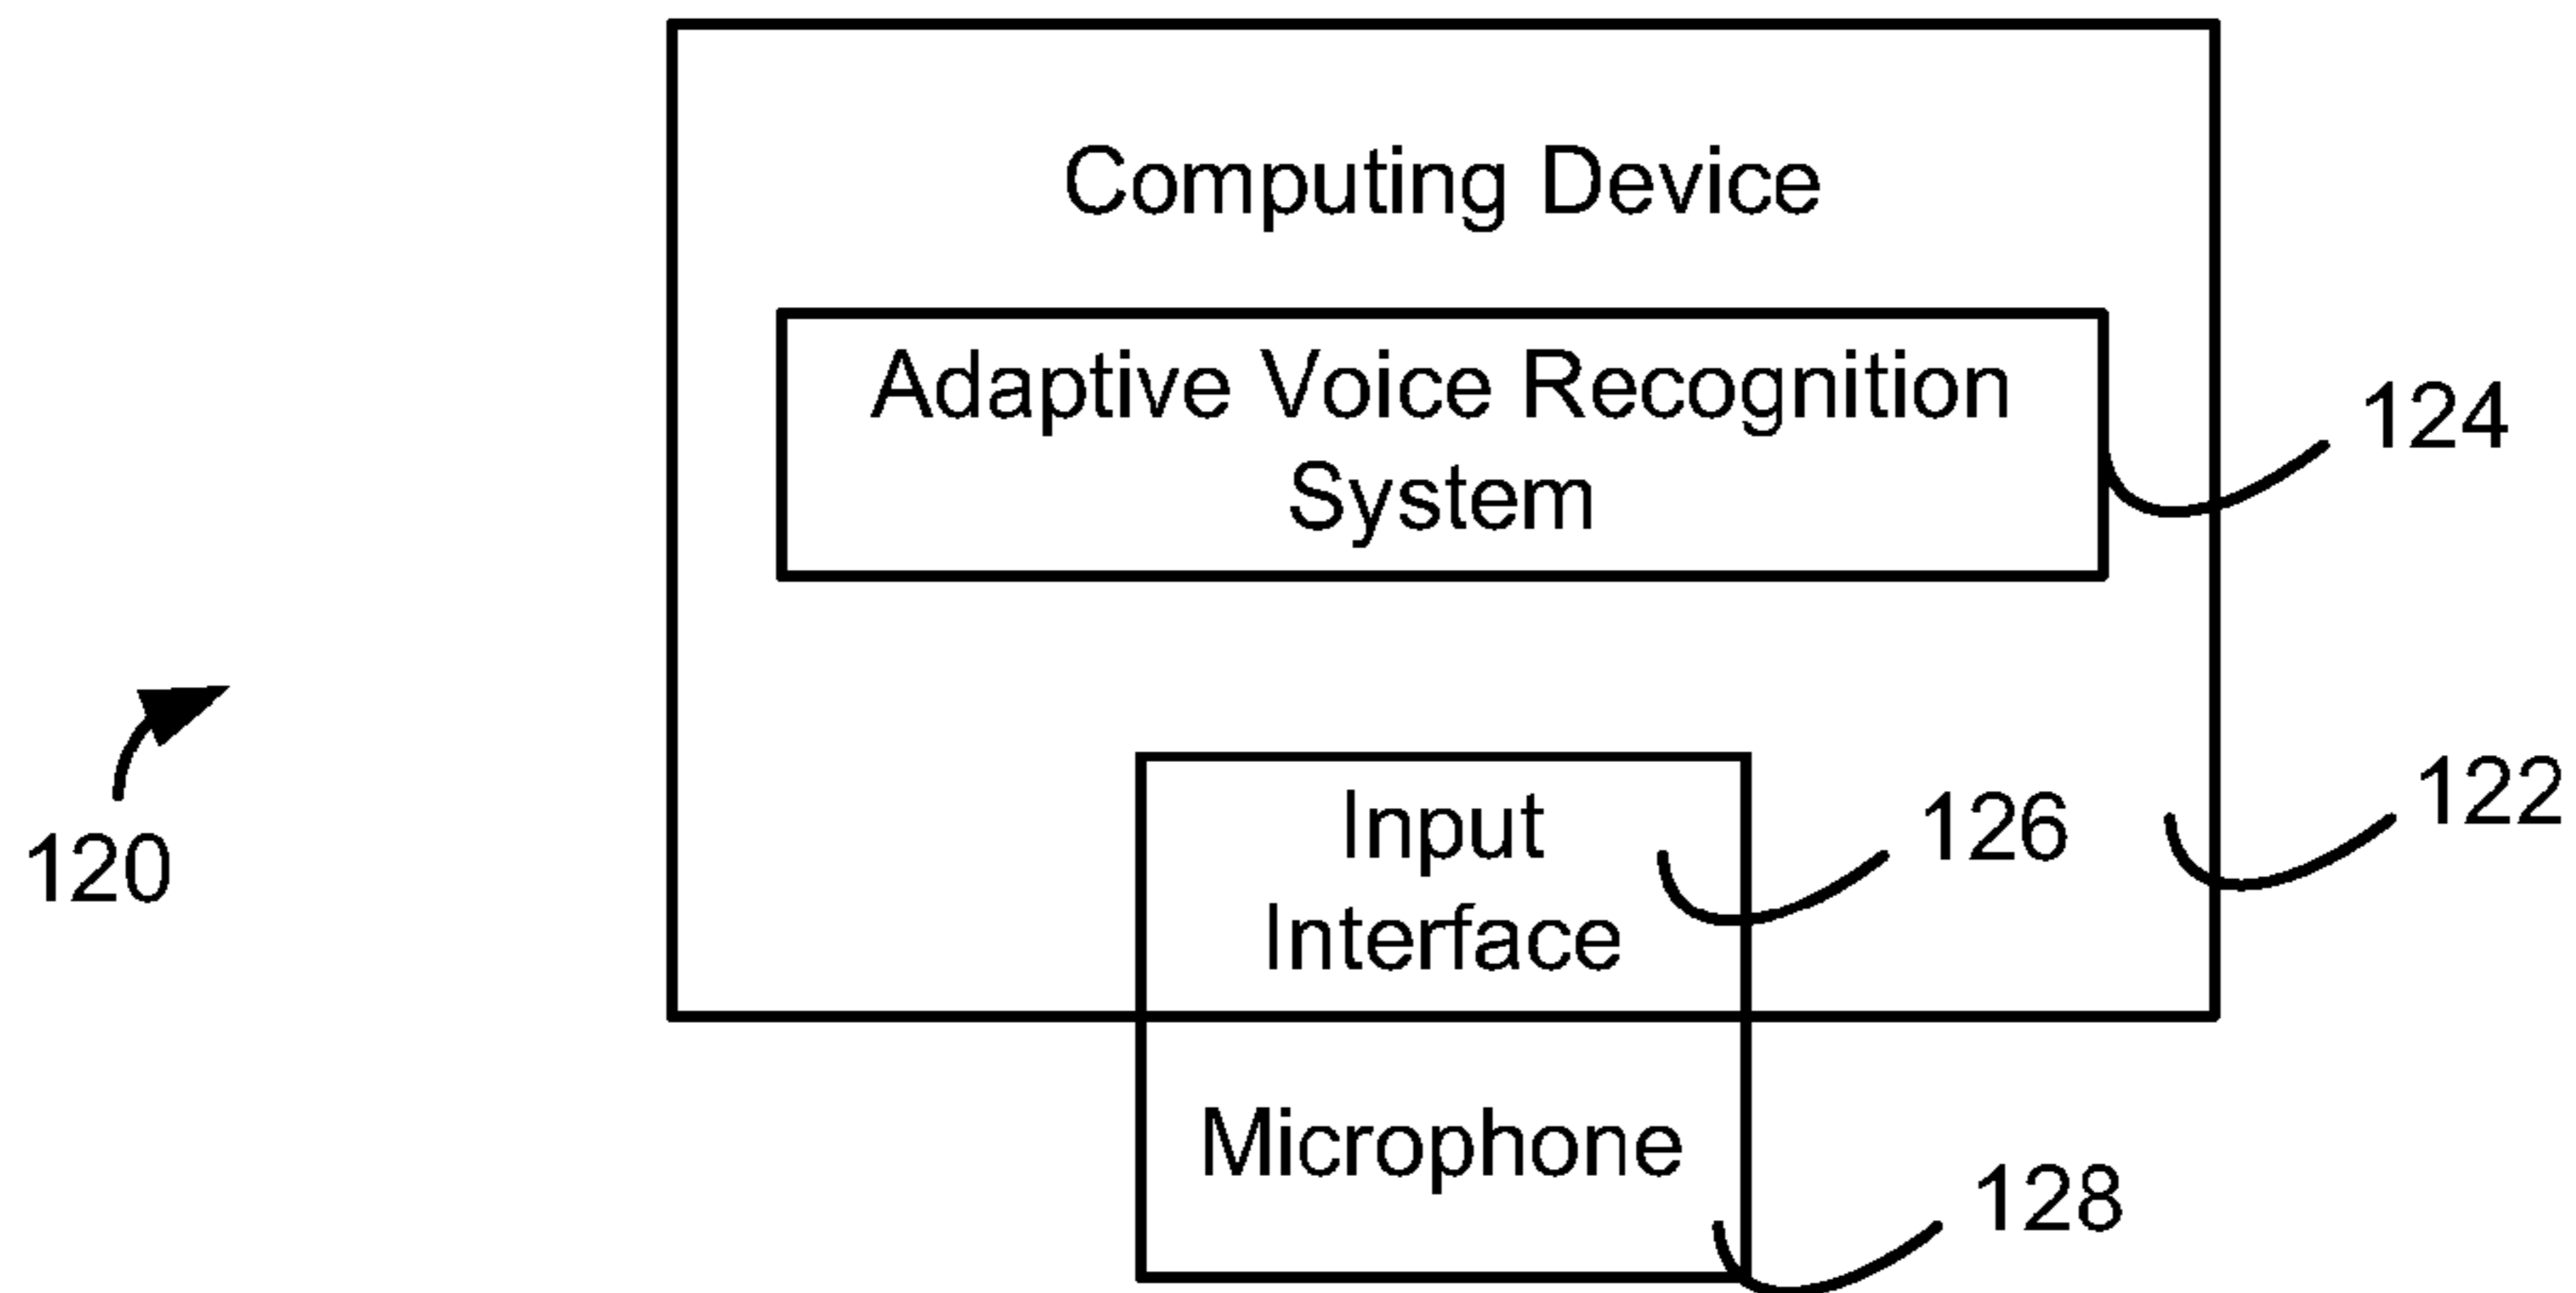 Computing Device
Adaptive Voice Recognition
System
124
Input
Interface
126
122
120
Microphone
128